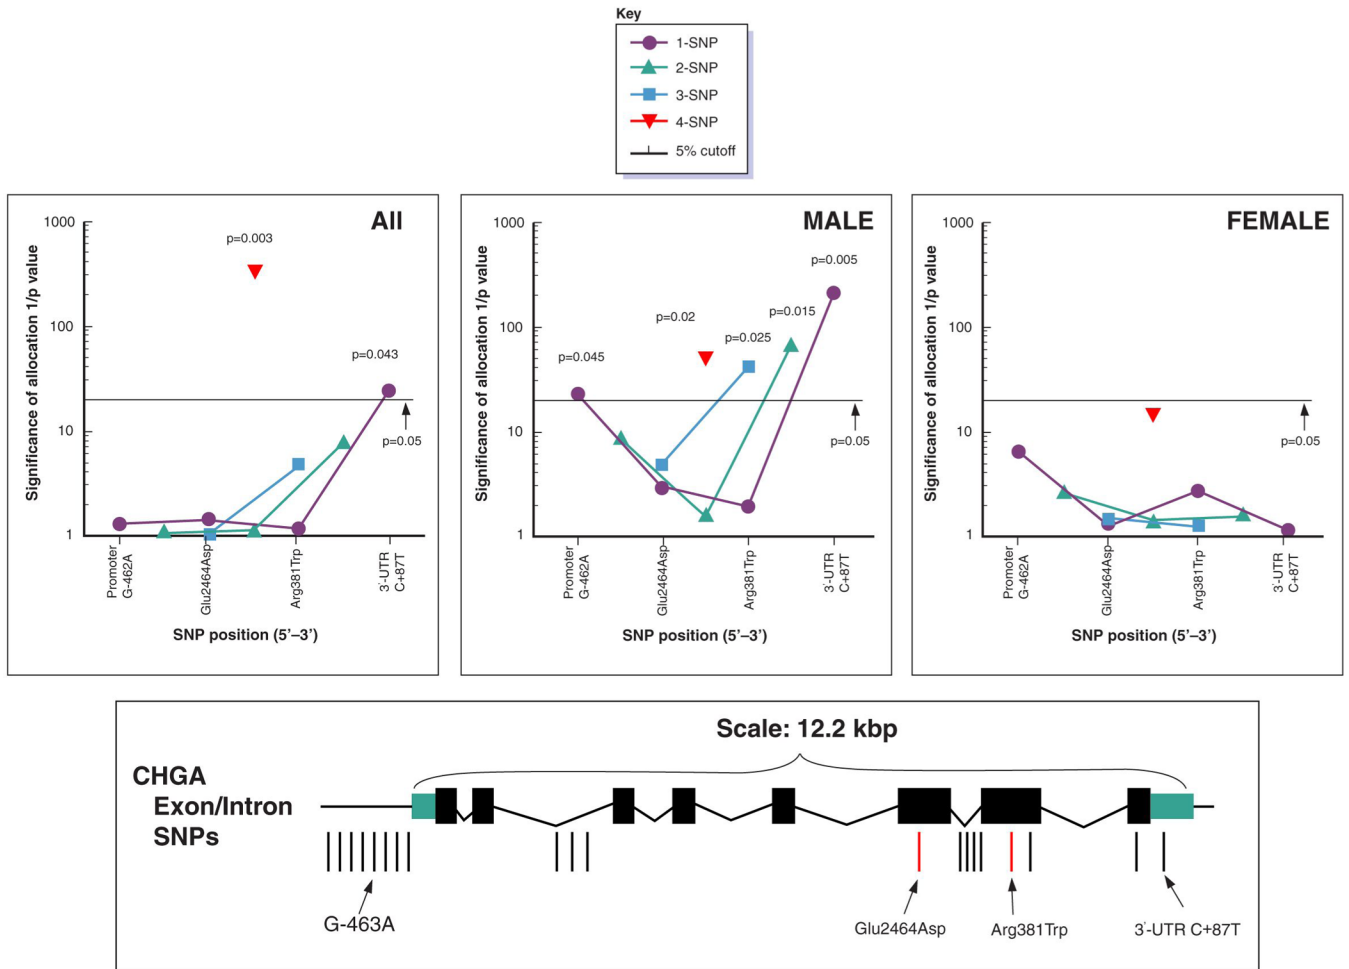 Key
1-SNP
2-SNP
3-SNP
4-SNP
5% cutoff
All
Significance of allocation 1/p value
1000
100
10
1
p=0.003
p=0.043
p=0.05
Promoter
G-462A
Glu2464Asp
Arg381Trp
3'-UTR
C+87T
SNP position (5'–3')
MALE
Significance of allocation 1/p value
1000
100
10
1
p=0.045
p=0.02
p=0.025
p=0.015
p=0.005
p=0.05
Promoter
G-462A
Glu2464Asp
Arg381Trp
3'-UTR
C+87T
SNP position (5'–3')
FEMALE
Significance of allocation 1/p value
1000
100
10
1
p=0.05
Promoter
G-462A
Glu2464Asp
Arg381Trp
3'-UTR
C+87T
SNP position (5'–3')
Scale: 12.2 kbp
CHGA
Exon/Intron
SNPs
G-463A
Glu2464Asp
Arg381Trp
3'-UTR C+87T